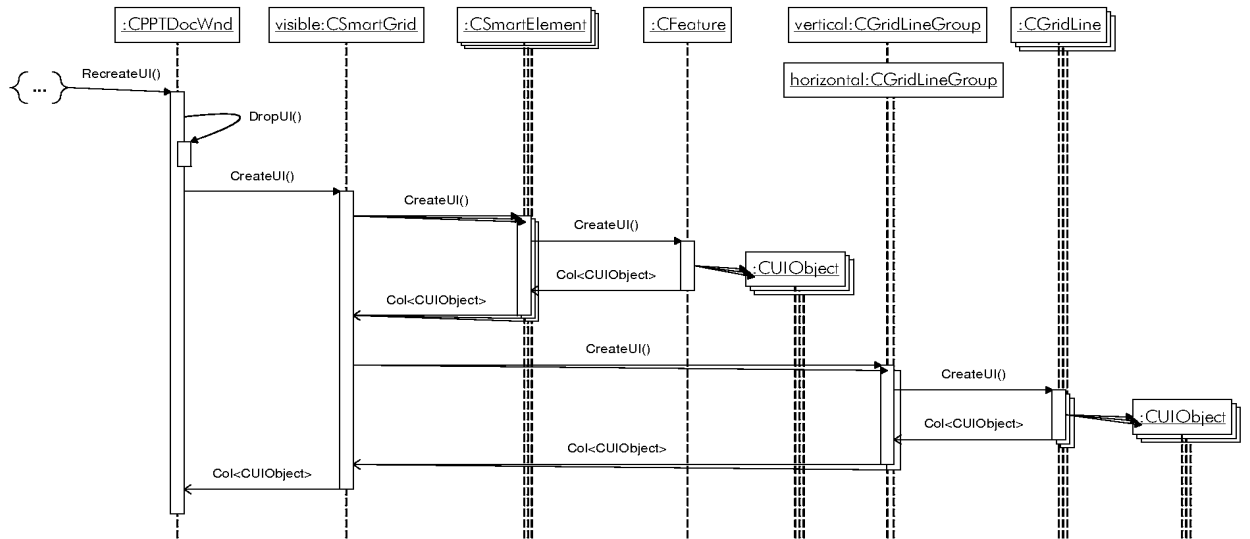 :CPPTDocWnd
visible:CSmartGrid
:CSmartElement
:CFeature
vertical:CGridLineGroup
:CGridLine
horizontal:CGridLineGroup
{...}
RecreateUI()
DropUI()
CreateUI()
CreateUI()
CreateUI()
:CUIObject
Col<CUIObject>
Col<CUIObject>
CreateUI()
CreateUI()
:CUIObject
Col<CUIObject>
Col<CUIObject>
Col<CUIObject>